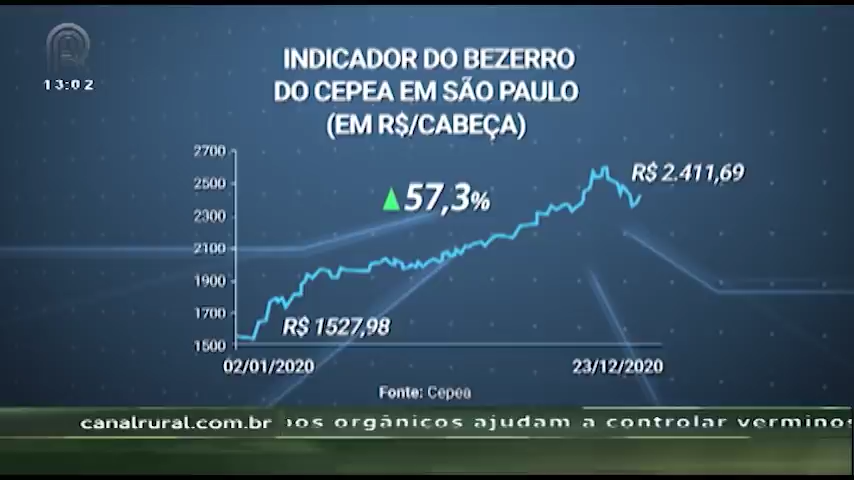 13:02
INDICADOR DO BEZERRO
DO CEPEA EM SÃO PAULO
(EM R$/CABEÇA)
2700
2500
2300
2100
1900
1700
1500
57,3%
R$ 2.411,69
R$ 1527,98
02/01/2020
23/12/2020
Fonte: Cepea
canalrural.com.br
orgânicos ajudam a controlar